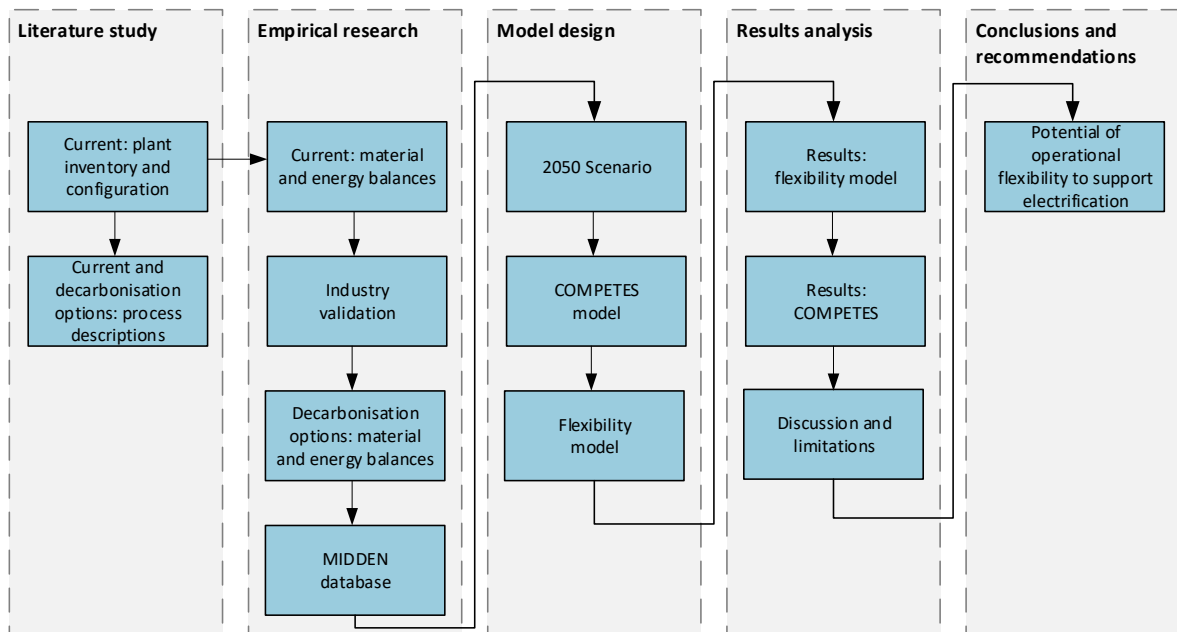 Literature study
Current: plant
inventory and
configuration
Current and
decarbonisation
options: process
descriptions
Empirical research
Current: material
and energy balances
Industry
validation
Decarbonisation
options: material
and energy balances
MIDDEN
database
Model design
2050 Scenario
COMPETES
model
Flexibility
model
Results analysis
Results:
flexibility model
Results:
COMPETES
Discussion and
limitations
Conclusions and
recommendations
Potential of
operational
flexibility to support
electrification